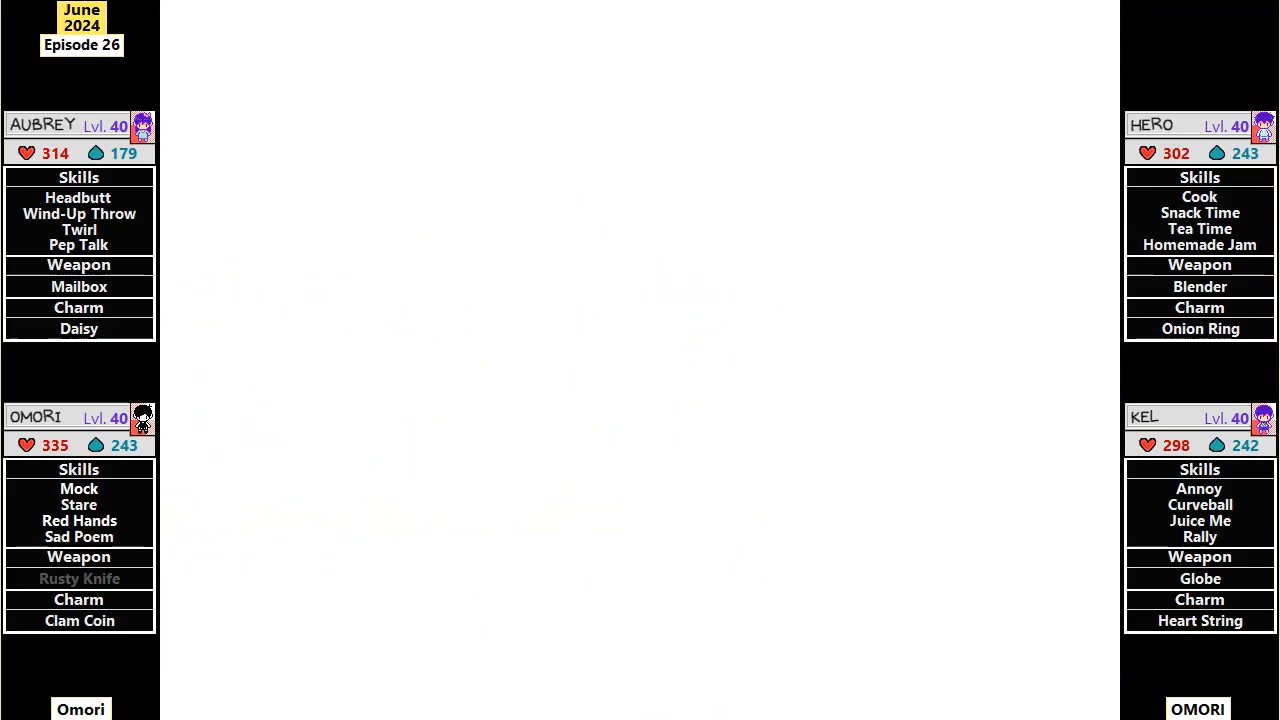 June
2024
Episode 26
AUBREY Lvl. 40
314 179
Skills
Headbutt
Wind-Up Throw
Twirl
Pep Talk
Weapon
Mailbox
Charm
Daisy
OMORI Lvl. 40
335 243
Skills
Mock
Stare
Red Hands
Sad Poem
Weapon
Rusty Knife
Charm
Clam Coin
Omori
HERO Lvl. 40
302 243
Skills
Cook
Snack Time
Tea Time
Homemade Jam
Weapon
Blender
Charm
Onion Ring
KEL Lvl. 40
298 242
Skills
Annoy
Curveball
Juice Me
Rally
Weapon
Globe
Charm
Heart String
OMORI